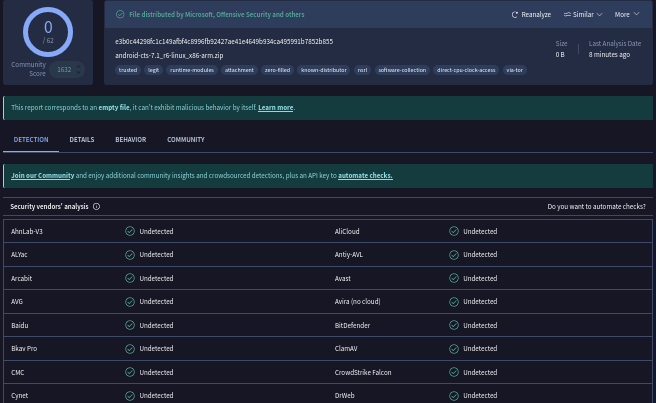 0
/ 62
Community
Score
1632
File distributed by Microsoft, Offensive Security and others
Reanalyze
Similar
More
e3b0c44298fc1c149afbf4c8996fb92427ae41e4649b934ca495991b7852b855
android-cts-7.1_r6-linux_x86-arm.zip
trusted legit runtime-modules attachment zero-filled known-distributor nsrl software-collection direct-cpu-clock-access via-tor
Size
0 B
Last Analysis Date
8 minutes ago
This report corresponds to an empty file, it can't exhibit malicious behavior by itself. Learn more.
DETECTION DETAILS BEHAVIOR COMMUNITY
Join our Community and enjoy additional community insights and crowdsourced detections, plus an API key to automate checks.
Security vendors' analysis Do you want to automate checks?
AhnLab-V3 Undetected AliCloud Undetected
ALYac Undetected Antiy-AVL Undetected
Arcabit Undetected Avast Undetected
AVG Undetected Avira (no cloud) Undetected
Baidu Undetected BitDefender Undetected
Bkav Pro Undetected ClamAV Undetected
CMC Undetected CrowdStrike Falcon Undetected
Cynet Undetected DrWeb Undetected